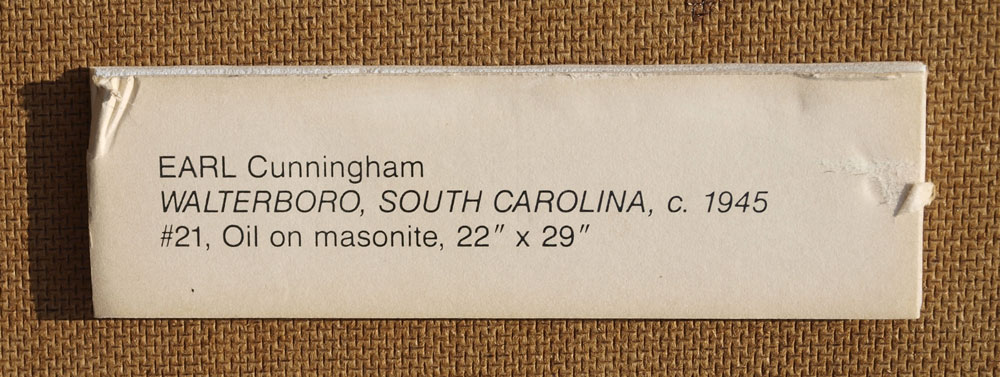 EARL Cunningham
WALTERBORO, SOUTH CAROLINA, c. 1945
#21, Oil on masonite, 22″ x 29″